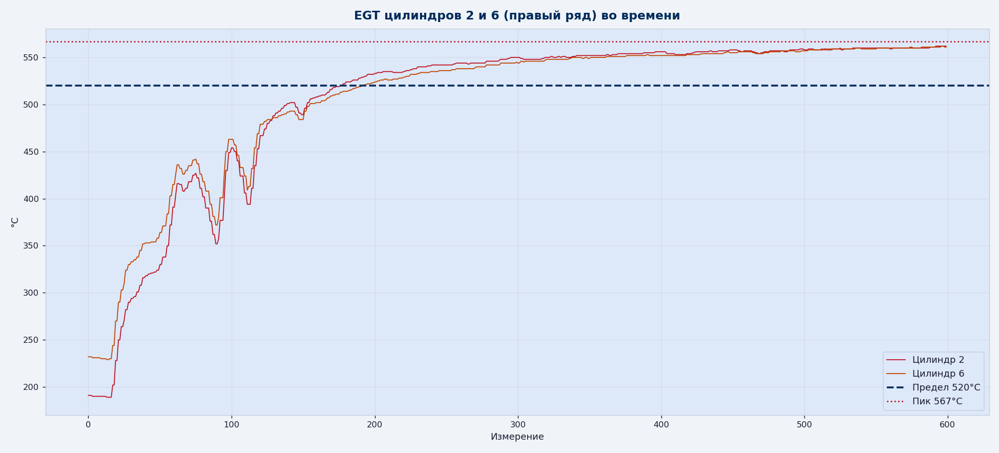 EGT цилиндров 2 и 6 (правый ряд) во времени
°C
550
500
450
400
350
300
250
200
0
100
200
300
400
500
600
Измерение
Цилиндр 2
Цилиндр 6
Предел 520°C
Пик 567°C